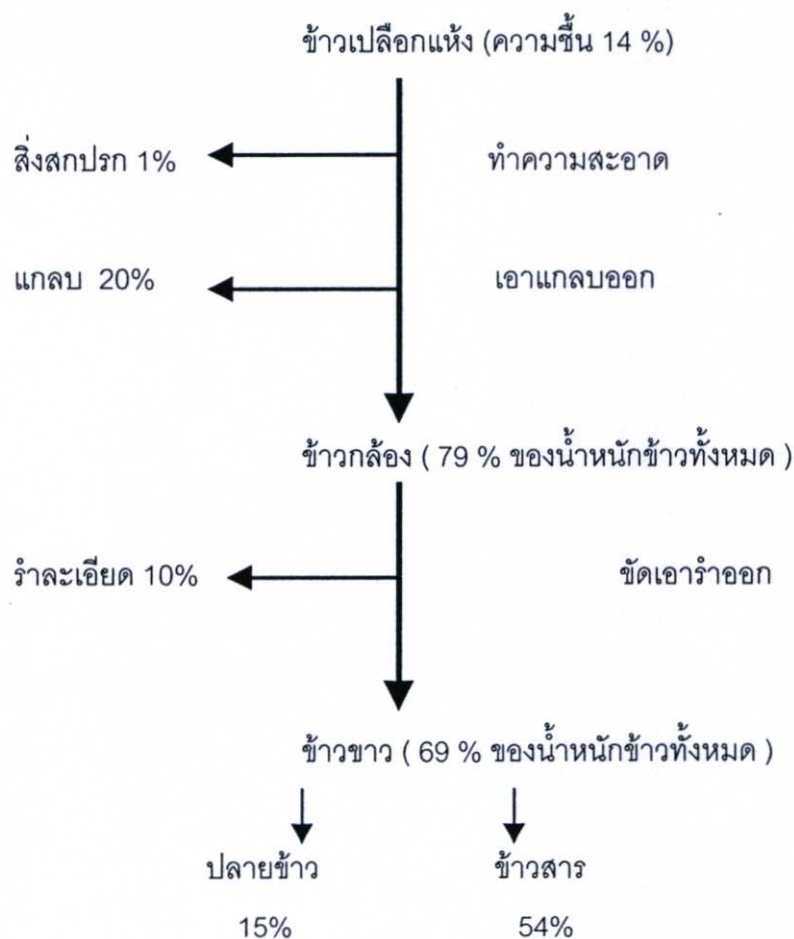 ข้าวเปลือกแห้ง (ความชื้น 14 %)
สิ่งสกปรก 1% ทำความสะอาด
แกลบ 20% เอาแกลบออก
ข้าวกล้อง ( 79 % ของน้ำหนักข้าวทั้งหมด )
รำละเอียด 10% ขัดเอารำออก
ข้าวขาว ( 69 % ของน้ำหนักข้าวทั้งหมด )
ปลายข้าว ข้าวสาร
15% 54%